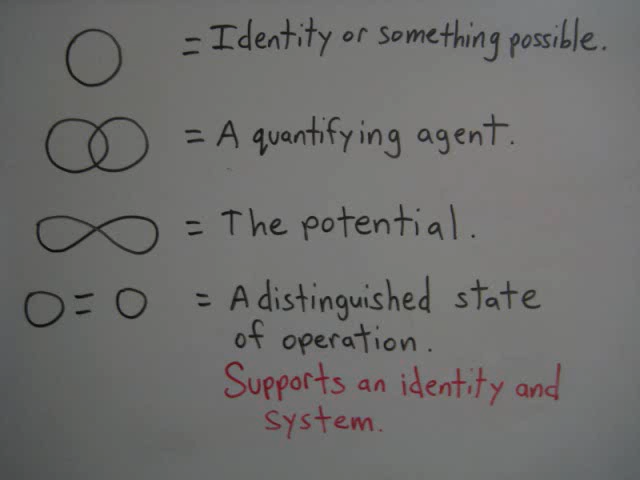 = Identity or something possible.
= A quantifying agent.
∞ = The potential.
O = O = A distinguished state
of operation.
Supports an identity and
system.